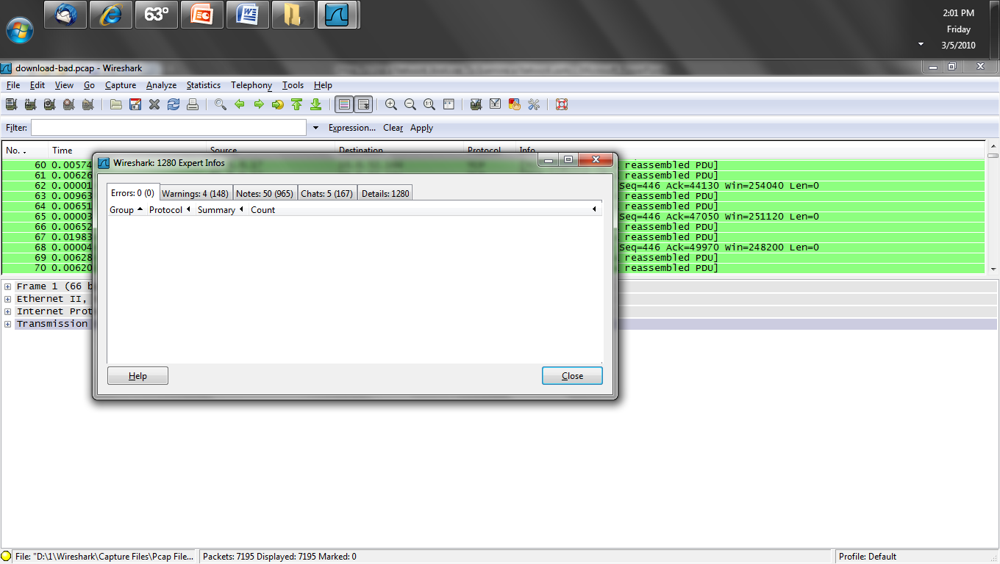 63°
2:01 PM
Friday
3/5/2010
download-bad.pcap - Wireshark
File Edit View Go Capture Analyze Statistics Telephony Tools Help
Filter: Expression... Clear Apply
No. Time Source Destination Protocol Info
Wireshark: 1280 Expert Infos
Errors: 0 (0) Warnings: 4 (148) Notes: 50 (965) Chats: 5 (167) Details: 1280
Group Protocol Summary Count
Help Close
60 0.00574 reassembled PDU]
61 0.00626 reassembled PDU]
62 0.00001 Seq=446 Ack=44130 Win=254040 Len=0
63 0.00963 reassembled PDU]
64 0.00651 reassembled PDU]
65 0.00003 Seq=446 Ack=47050 Win=251120 Len=0
66 0.00652 reassembled PDU]
67 0.01983 reassembled PDU]
68 0.00004 Seq=446 Ack=49970 Win=248200 Len=0
69 0.00628 reassembled PDU]
70 0.00620 reassembled PDU]
Frame 1 (66 b
Ethernet II,
Internet Prot
Transmission
File: "D:\1\Wireshark\Capture Files\Pcap File... Packets: 7195 Displayed: 7195 Marked: 0 Profile: Default